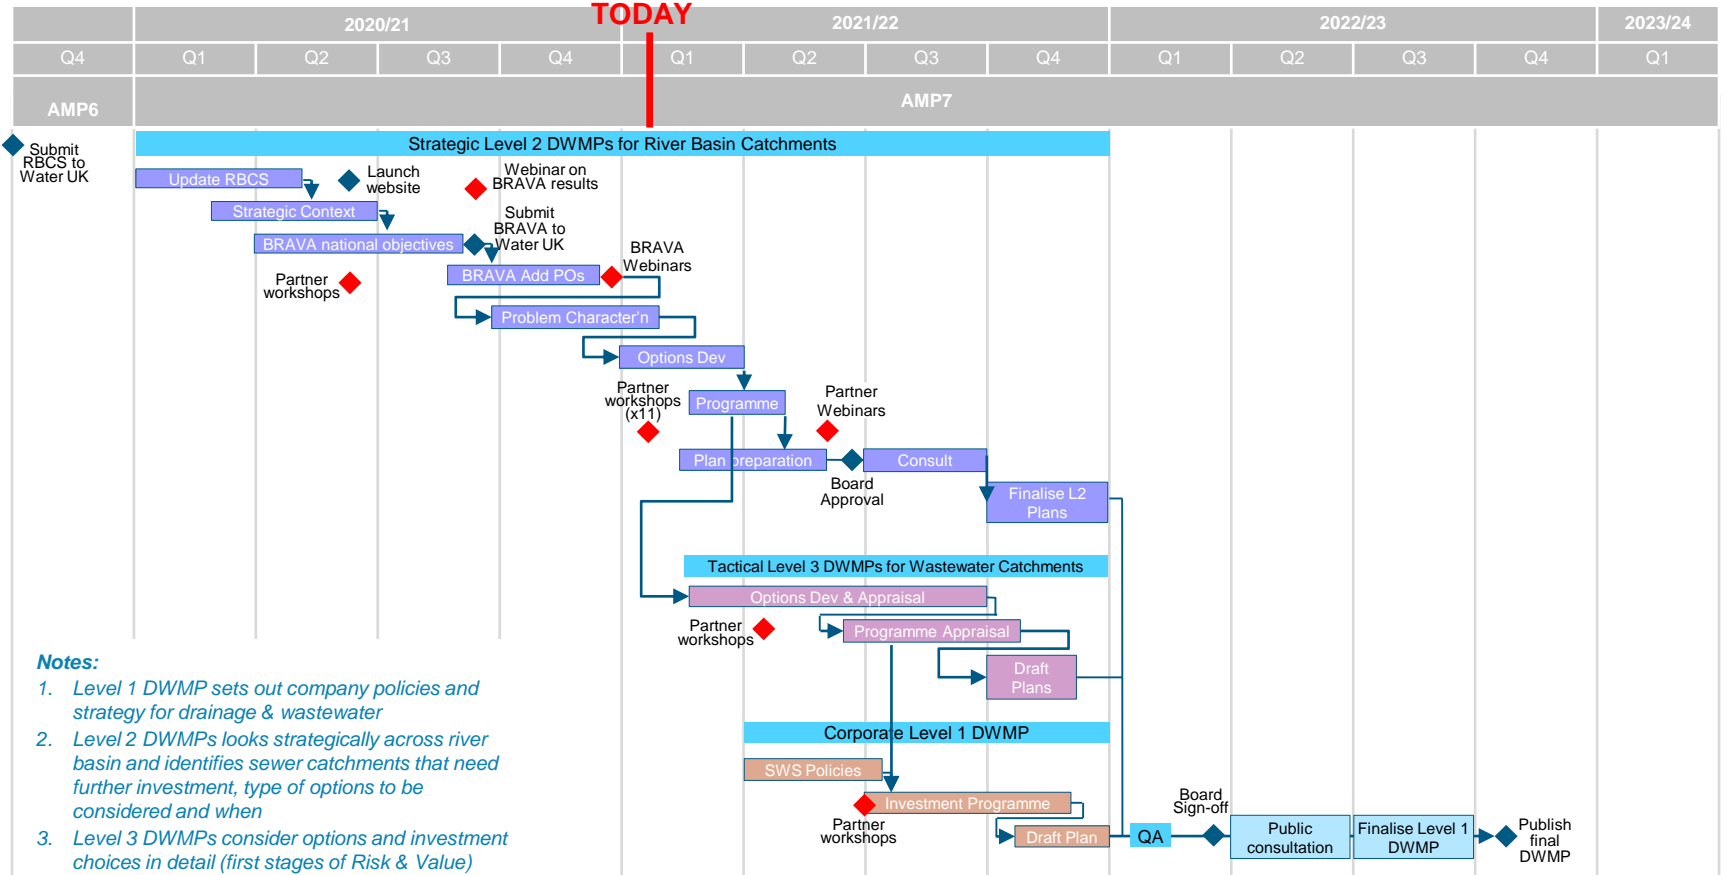 TODAY
2020/21
2021/22
2022/23
2023/24
Q4
Q1
Q2
Q3
Q4
Q1
Q2
Q3
Q4
Q1
Q2
Q3
Q4
Q1
AMP6
AMP7
Submit
RBCS to
Water UK
Strategic Level 2 DWMPs for River Basin Catchments
Update RBCS
Launch
website
Webinar on
BRAVA results
Strategic Context
Submit
BRAVA to
Water UK
BRAVA national objectives
BRAVA
Webinars
BRAVA Add POs
Partner
workshops
Problem Character'n
Options Dev
Partner
workshops
(x11)
Programme
Partner
Webinars
Plan preparation
Board
Approval
Consult
Finalise L2
Plans
Tactical Level 3 DWMPs for Wastewater Catchments
Options Dev & Appraisal
Partner
workshops
Programme Appraisal
Draft
Plans
Corporate Level 1 DWMP
SWS Policies
Investment Programme
Partner
workshops
Draft Plan
QA
Board
Sign-off
Public
consultation
Finalise Level 1
DWMP
Publish
final
DWMP
Notes:
1. Level 1 DWMP sets out company policies and
strategy for drainage & wastewater
2. Level 2 DWMPs looks strategically across river
basin and identifies sewer catchments that need
further investment, type of options to be
considered and when
3. Level 3 DWMPs consider options and investment
choices in detail (first stages of Risk & Value)